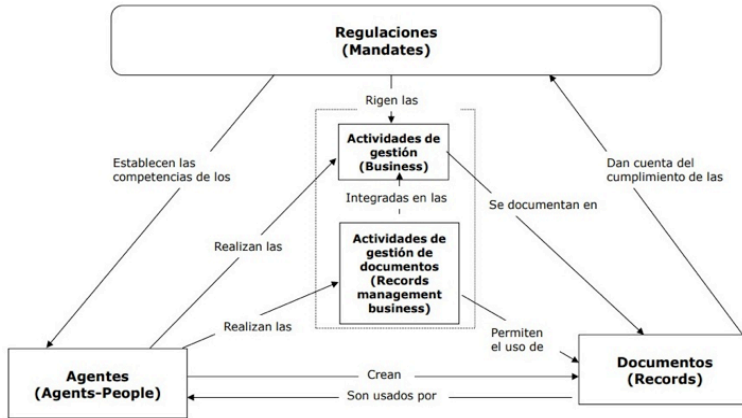 Regulaciones
(Mandates)
Rigen las
Actividades de
gestión
(Business)
Establecen las
competencias de los
Dan cuenta del
cumplimiento de las
Integradas en las
Se documentan en
Realizan las
Actividades de
gestión de
documentos
(Records
management
business)
Realizan las
Permiten
el uso de
Agentes
(Agents-People)
Crean
Son usados por
Documentos
(Records)